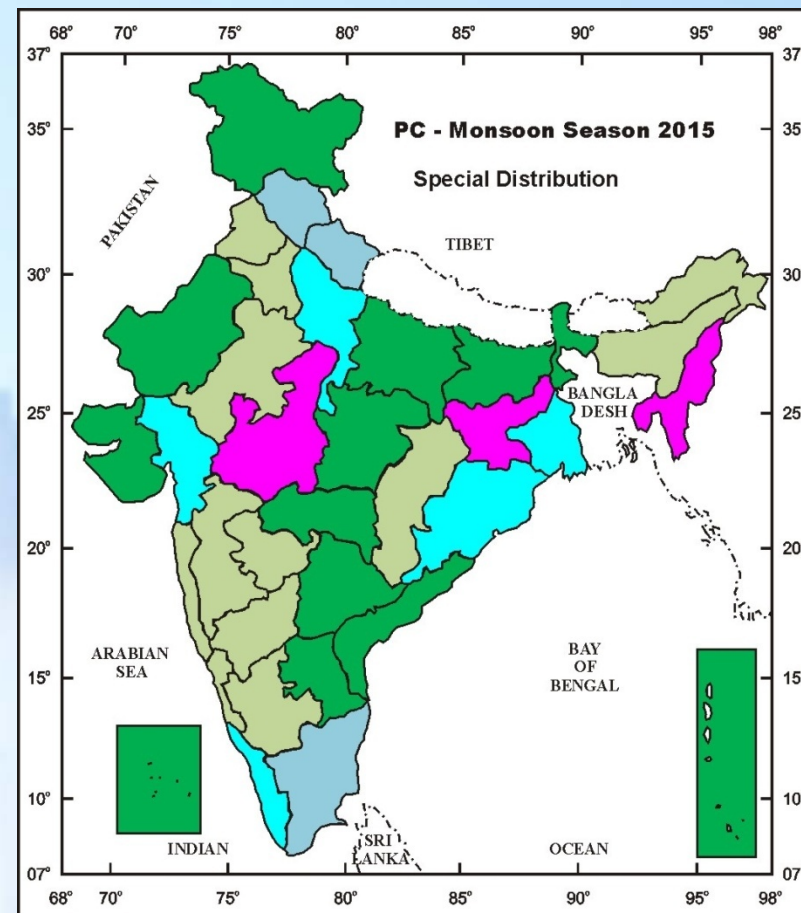 68° 70° 75° 80° 85° 90° 95° 98°
37° 37
PC - Monsoon Season 2015
35° 35
Special Distribution
PAKISTAN
TIBET
30° 30
BANGLA
DESH
25° 25
20° 20
ARABIAN
SEA
BAY
OF
BENGAL
15° 15
10° 10
INDIAN
SRI
LANKA
OCEAN
07° 07
68° 70° 75° 80° 85° 90° 95° 98°